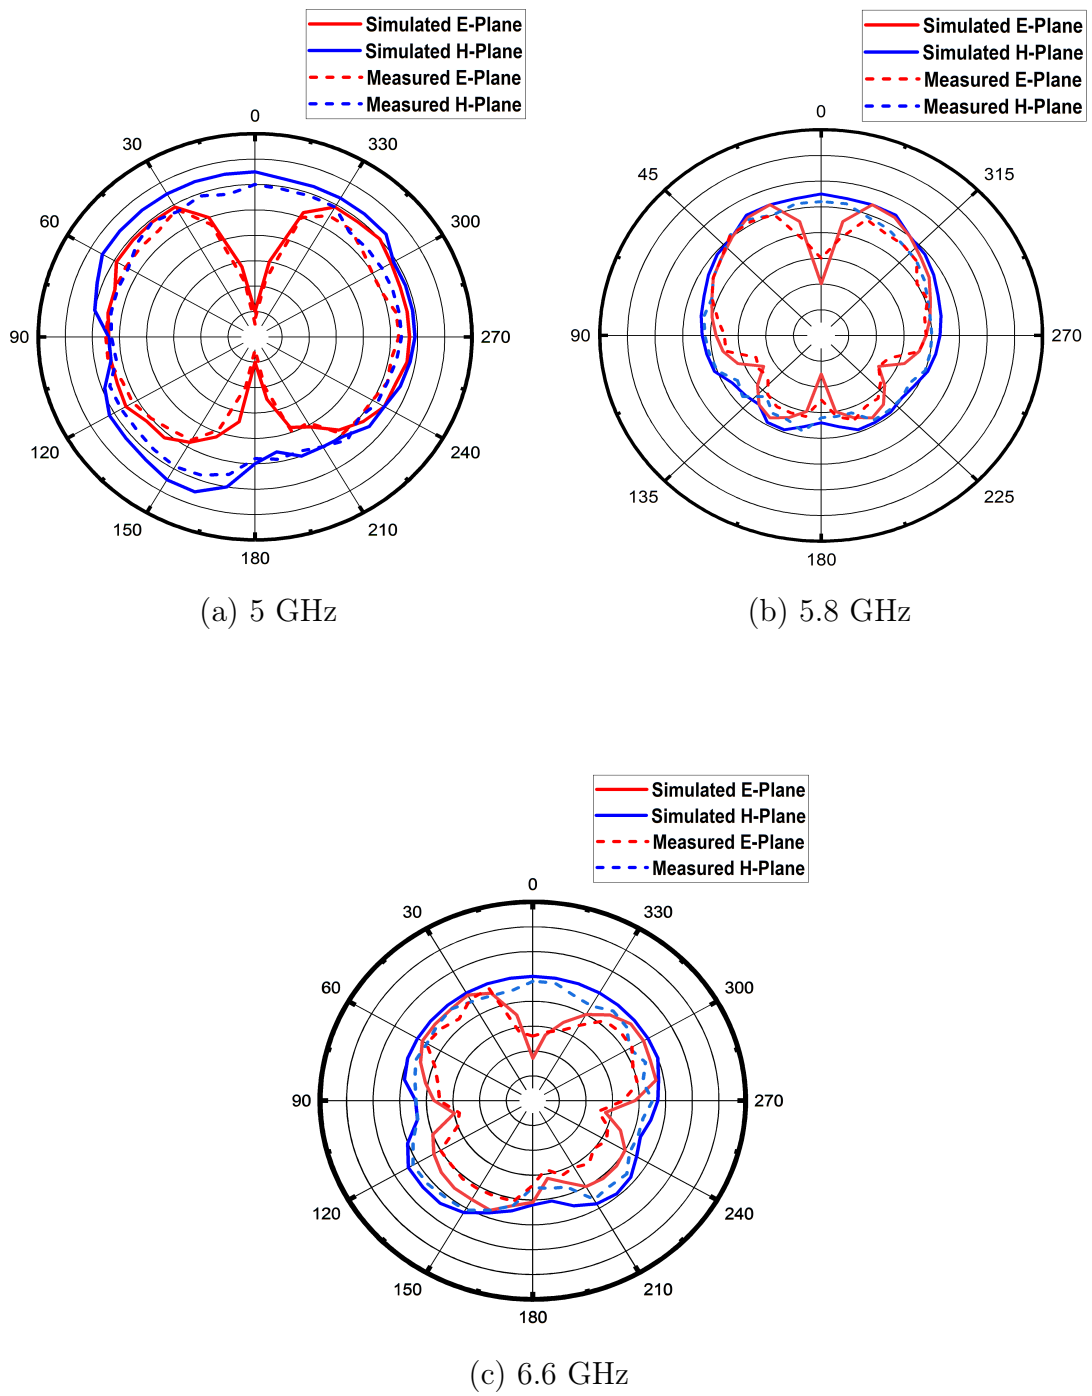 Simulated E-Plane
Simulated H-Plane
Measured E-Plane
Measured H-Plane
0
30
330
60
300
90
270
120
240
150
210
180
(a) 5 GHz
Simulated E-Plane
Simulated H-Plane
Measured E-Plane
Measured H-Plane
0
45
315
90
270
135
225
180
(b) 5.8 GHz
Simulated E-Plane
Simulated H-Plane
Measured E-Plane
Measured H-Plane
0
30
330
60
300
90
270
120
240
150
210
180
(c) 6.6 GHz